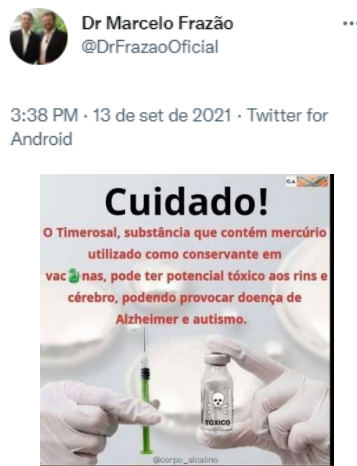 Dr Marcelo Frazão
@DrFrazaoOficial
3:38 PM · 13 de set de 2021 · Twitter for
Android
Cuidado!
O Timerosal, substância que contém mercúrio
utilizado como conservante em
vac🐍nas, pode ter potencial tóxico aos rins e
cérebro, podendo provocar doença de
Alzheimer e autismo.
TÓXICO
@corpo_alcalino